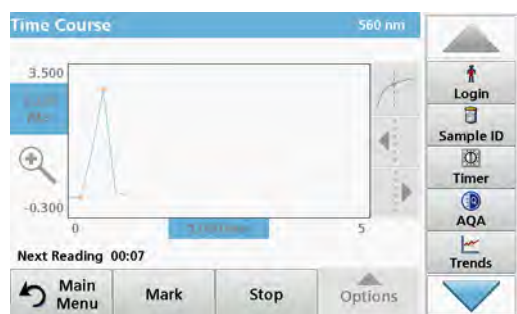 Time Course 560 nm
3.500
-0.300
0 5
Next Reading 00:07
Main Menu
Mark
Stop
Options
Login
Sample ID
Timer
AQA
Trends